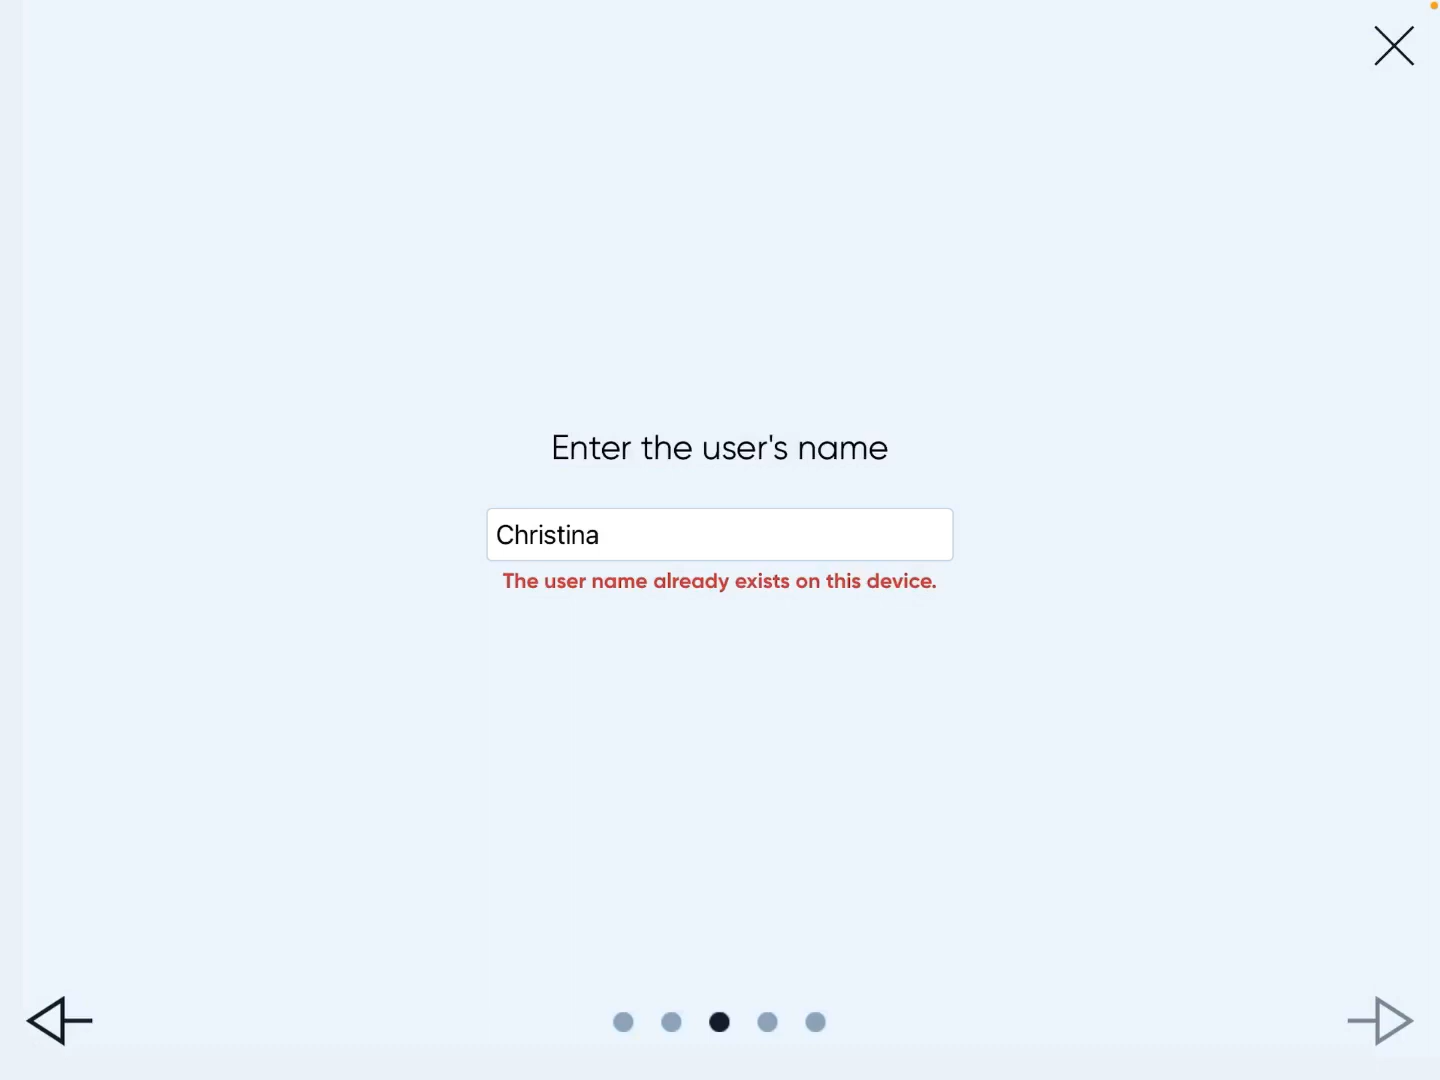 Enter the user's name
Christina
The user name already exists on this device.